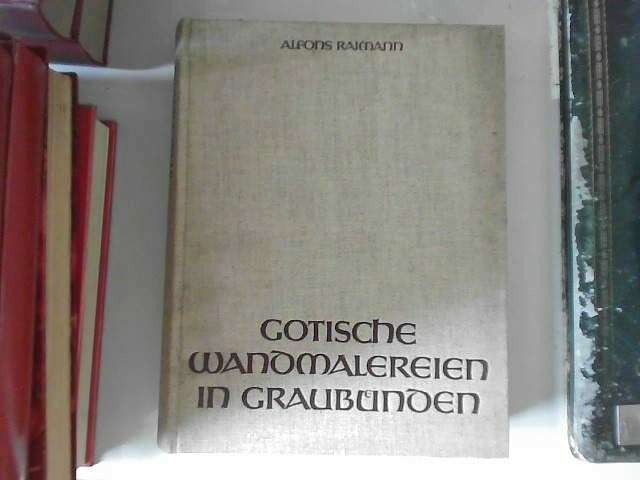 ALFONS RAIMANN
GOTISCHE
WANDMALEREIEN
IN GRAUBÜNDEN